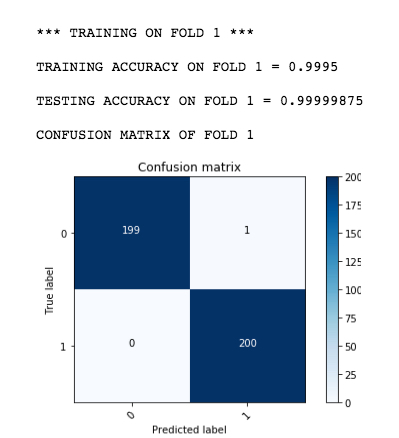 *** TRAINING ON FOLD 1 ***
TRAINING ACCURACY ON FOLD 1 = 0.9995
TESTING ACCURACY ON FOLD 1 = 0.99999875
CONFUSION MATRIX OF FOLD 1
Confusion matrix
200
175
150
125
100
75
50
25
0
True label
0
199
1
1
0
200
0
1
Predicted label